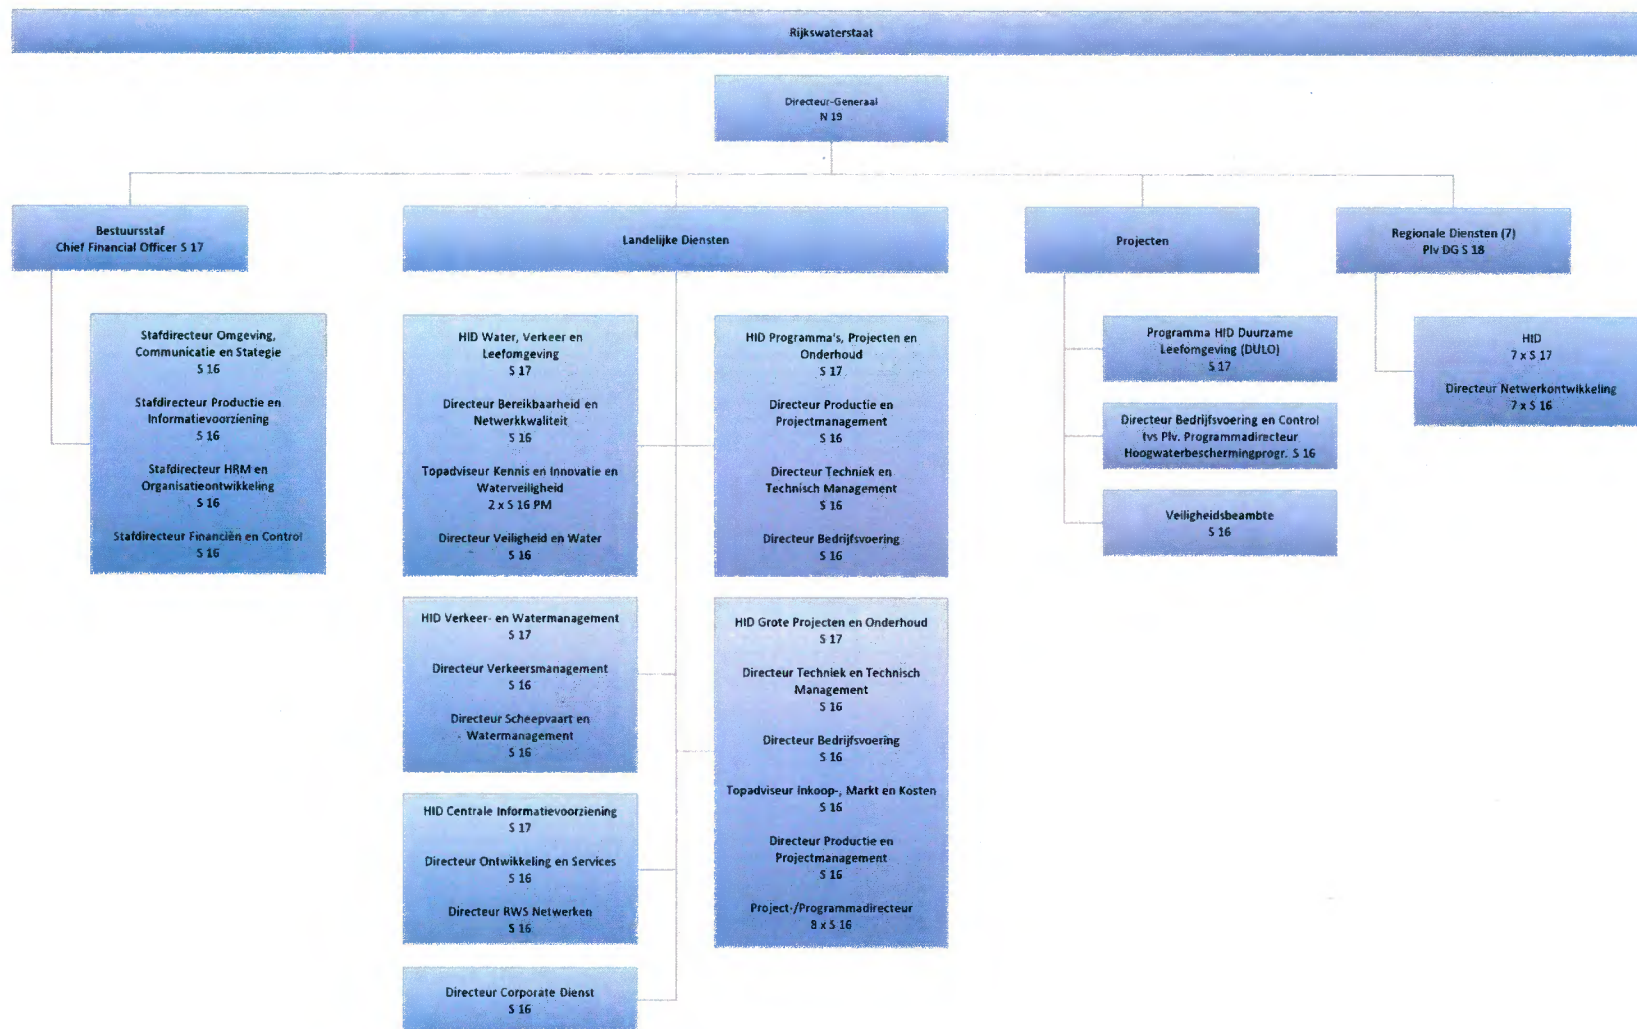 Rijkswaterstaat
Directeur-Generaal
N 19
Bestuursstaf
Chief Financial Officer S 17
Landelijke Diensten
Projecten
Regionale Diensten (7)
Plv DG S 18
Stafdirecteur Omgeving,
Communicatie en Stategie
S 16
Stafdirecteur Productie en
Informatievoorziening
S 16
Stafdirecteur HRM en
Organisatieontwikkeling
S 16
Stafdirecteur Financiën en Control
S 16
HID Water, Verkeer en
Leefomgeving
S 17
Directeur Bereikbaarheid en
Netwerkkwaliteit
S 16
Topadviseur Kennis en Innovatie en
Waterveiligheid
2 x S 16 PM
Directeur Veiligheid en Water
S 16
HID Verkeer- en Watermanagement
S 17
Directeur Verkeersmanagement
S 16
Directeur Scheepvaart en
Watermanagement
S 16
HID Centrale Informatievoorziening
S 17
Directeur Ontwikkeling en Services
S 16
Directeur RWS Netwerken
S 16
Directeur Corporate Dienst
S 16
HID Programma's, Projecten en
Onderhoud
S 17
Directeur Productie en
Projectmanagement
S 16
Directeur Techniek en
Technisch Management
S 16
Directeur Bedrijfsvoering
S 16
HID Grote Projecten en Onderhoud
S 17
Directeur Techniek en Technisch
Management
S 16
Directeur Bedrijfsvoering
S 16
Topadviseur Inkoop-, Markt en Kosten
S 16
Directeur Productie en
Projectmanagement
S 16
Project-/Programmadirecteur
8 x S 16
Programma HID Duurzame
Leefomgeving (DULO)
S 17
Directeur Bedrijfsvoering en Control
tvs Plv. Programmadirecteur
Hoogwaterbeschermingprogr. S 16
Veiligheidsbeambte
S 16
HID
7 x S 17
Directeur Netwerkontwikkeling
7 x S 16